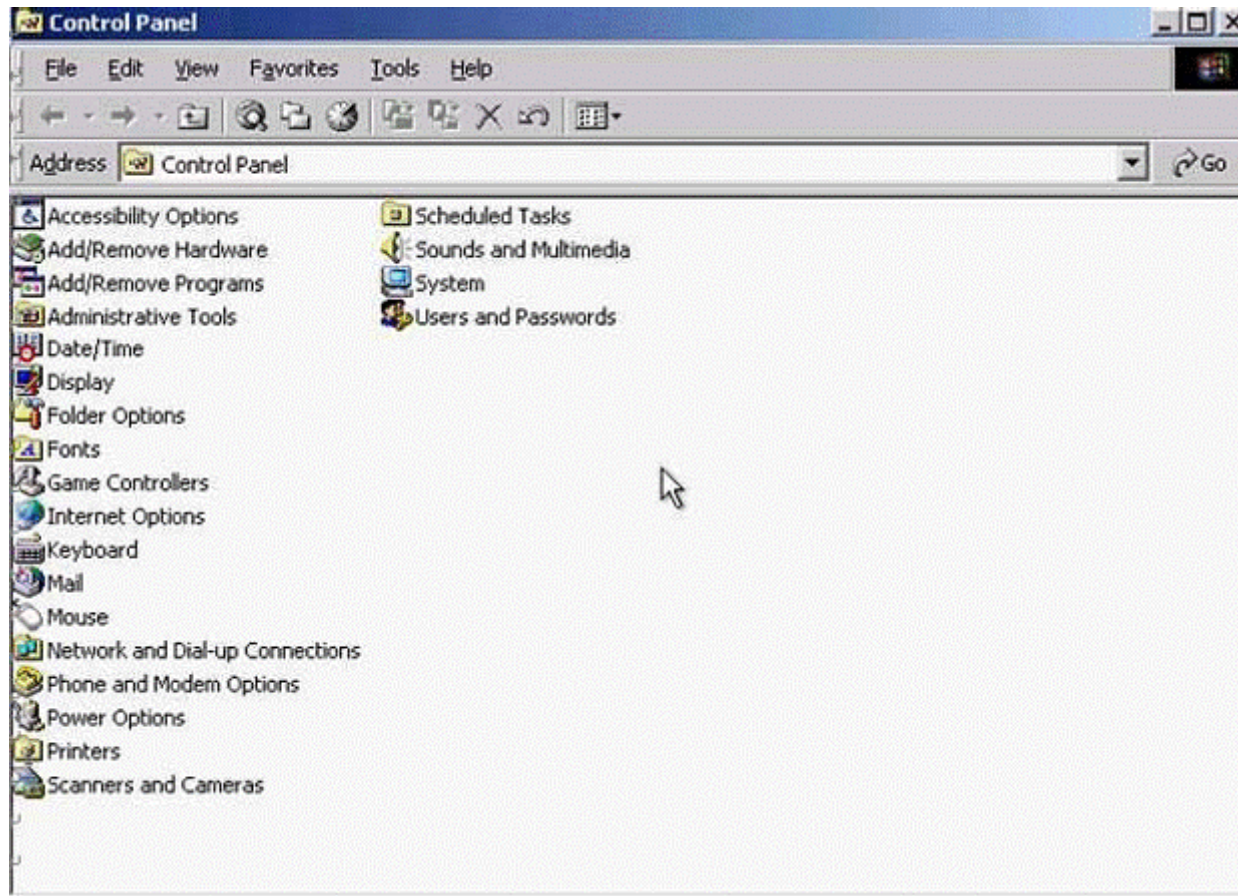 Control Panel
File Edit View Favorites Tools Help
Address Control Panel Go
Accessibility Options
Add/Remove Hardware
Add/Remove Programs
Administrative Tools
Date/Time
Display
Folder Options
Fonts
Game Controllers
Internet Options
Keyboard
Mail
Mouse
Network and Dial-up Connections
Phone and Modem Options
Power Options
Printers
Scanners and Cameras
Scheduled Tasks
Sounds and Multimedia
System
Users and Passwords